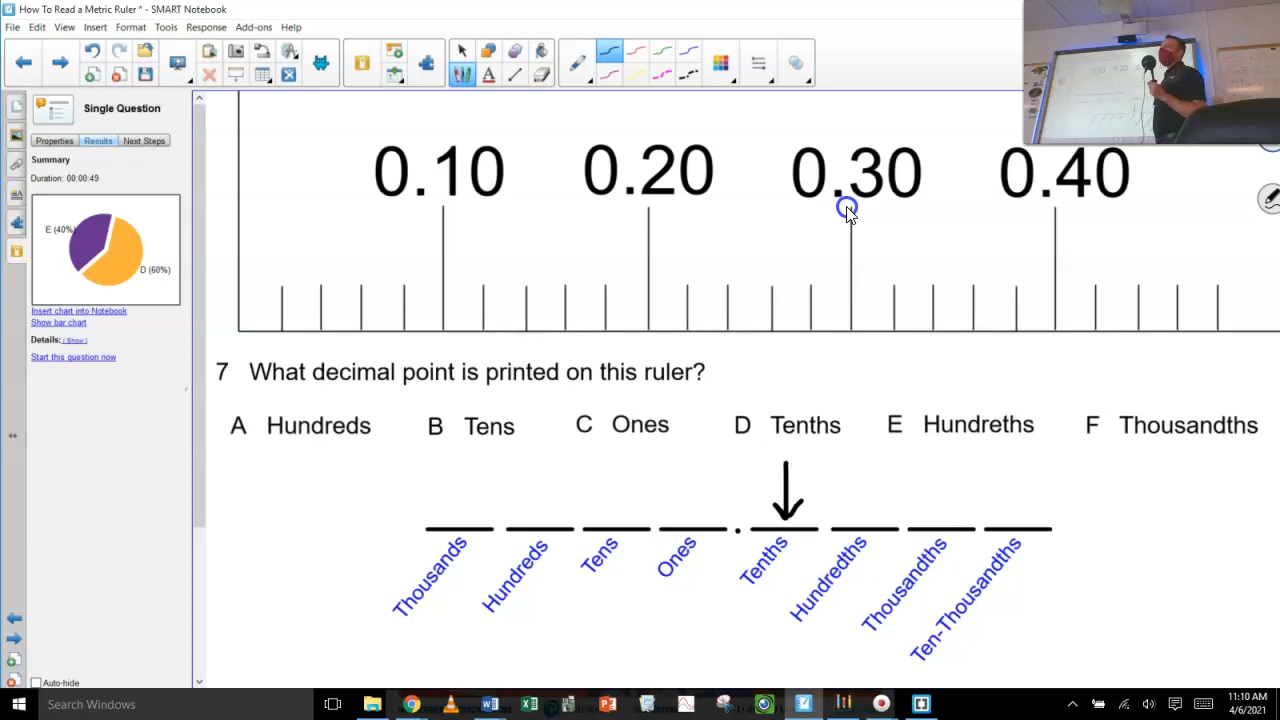 How To Read a Metric Ruler * - SMART Notebook
File Edit View Insert Format Tools Response Add-ons Help
Single Question
Properties Results Next Steps
Summary
Duration: 00:00:49
E (40%)
D (60%)
Insert chart into Notebook
Show bar chart
Details: ( Show )
Start this question now
Auto-hide
0.10 0.20 0.30 0.40
7 What decimal point is printed on this ruler?
A Hundreds B Tens C Ones D Tenths E Hundreths F Thousandths
.
Thousands Hundreds Tens Ones Tenths Hundredths Thousandths Ten-Thousandths
Search Windows
11:10 AM
4/6/2021